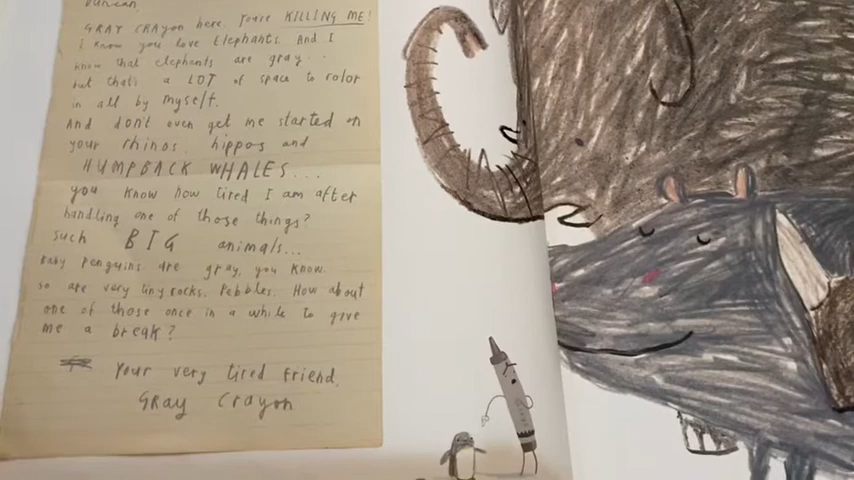 Duncan,
GRAY CRAYON here. You're KILLING ME!
I know you love Elephants. And I
know that elephants are gray...
but that's a LOT of space to color
in all by myself.
And don't even get me started on
your rhinos, hippos and
HUMPBACK WHALES...
you know how tired I am after
handling one of those things?
Such BIG animals...
Baby penguins are gray, you know.
So are very tiny rocks. Pebbles. How about
one of those once in a while to give
me a break?
Your very tired friend,
Gray Crayon